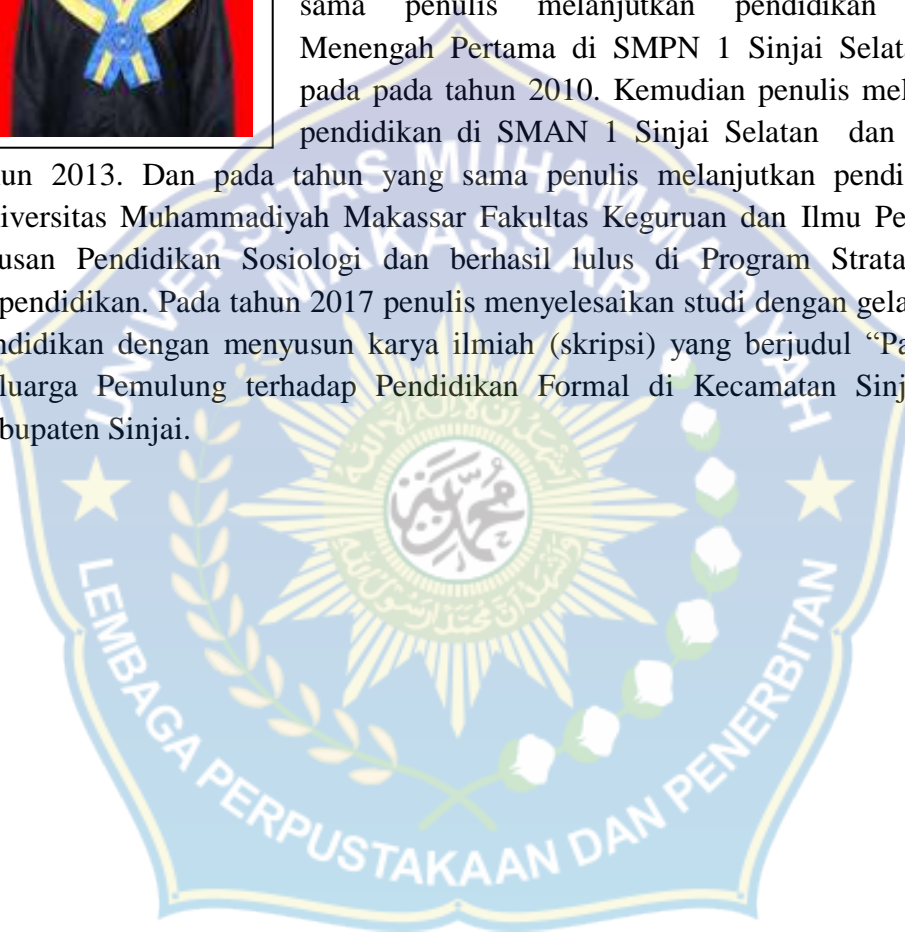 sama penulis melanjutkan pendidikan
Menengah Pertama di SMPN 1 Sinjai Selat
pada pada tahun 2010. Kemudian penulis mel
pendidikan di SMAN 1 Sinjai Selatan dan
un 2013. Dan pada tahun yang sama penulis melanjutkan pendi
iversitas Muhammadiyah Makassar Fakultas Keguruan dan Ilmu Pe
usan Pendidikan Sosiologi dan berhasil lulus di Program Strata
pendidikan. Pada tahun 2017 penulis menyelesaikan studi dengan gela
ndidikan dengan menyusun karya ilmiah (skripsi) yang berjudul “Pa
luarga Pemulung terhadap Pendidikan Formal di Kecamatan Sinj
bupaten Sinjai.
UNIVERSITAS MUHAMMADIYAH
MAKASSAR
محمدية
LEMBAGA PERPUSTAKAAN DAN PENERBITAN